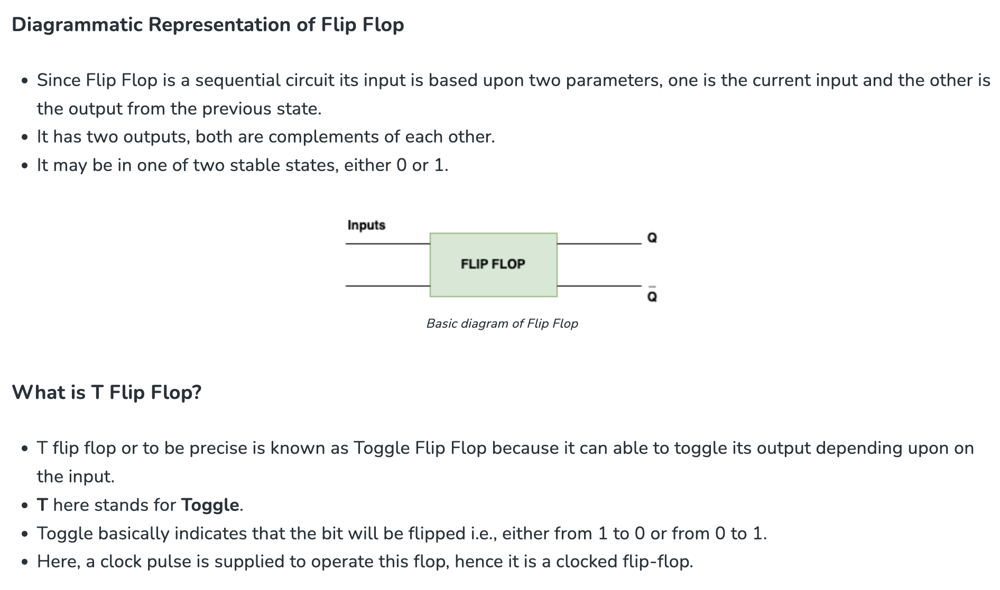 Diagrammatic Representation of Flip Flop
• Since Flip Flop is a sequential circuit its input is based upon two parameters, one is the current input and the other is
the output from the previous state.
• It has two outputs, both are complements of each other.
• It may be in one of two stable states, either 0 or 1.
Inputs
Q
FLIP FLOP
Q̅
Basic diagram of Flip Flop
What is T Flip Flop?
• T flip flop or to be precise is known as Toggle Flip Flop because it can able to toggle its output depending upon on
the input.
• T here stands for Toggle.
• Toggle basically indicates that the bit will be flipped i.e., either from 1 to 0 or from 0 to 1.
• Here, a clock pulse is supplied to operate this flop, hence it is a clocked flip-flop.